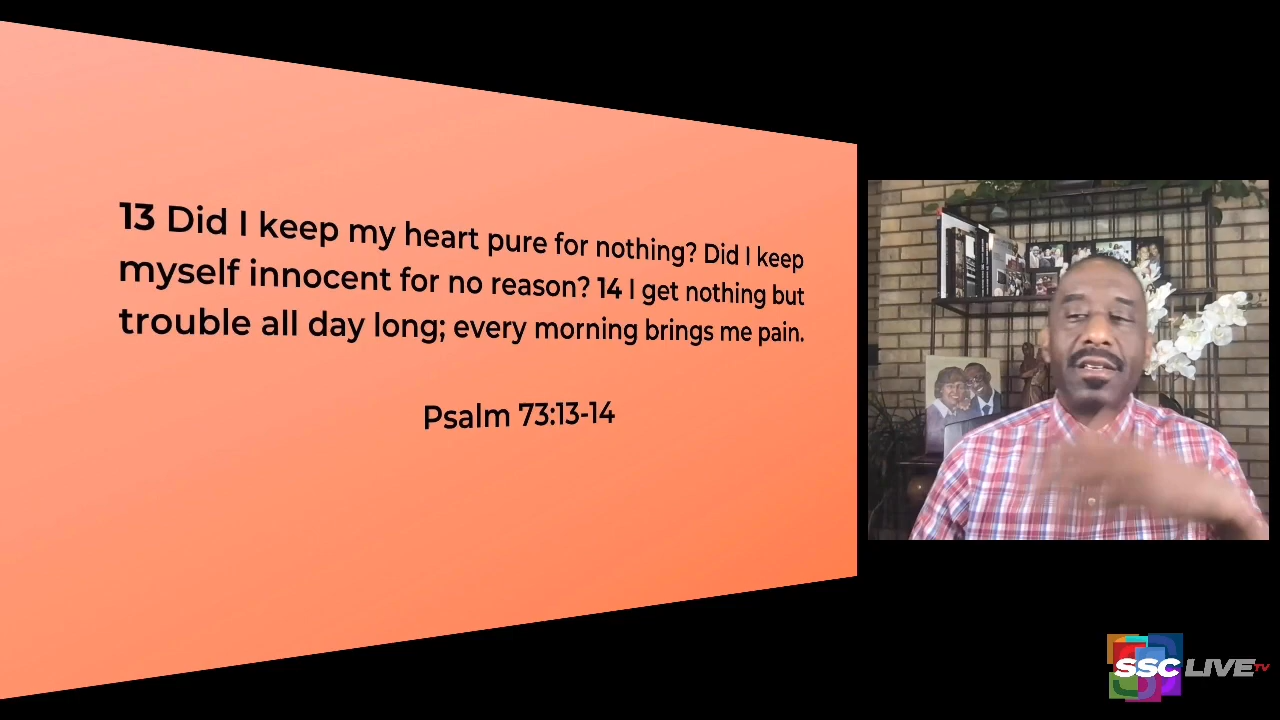 13 Did I keep my heart pure for nothing? Did I keep
myself innocent for no reason? 14 I get nothing but
trouble all day long; every morning brings me pain.
Psalm 73:13-14
SSC LIVE TV